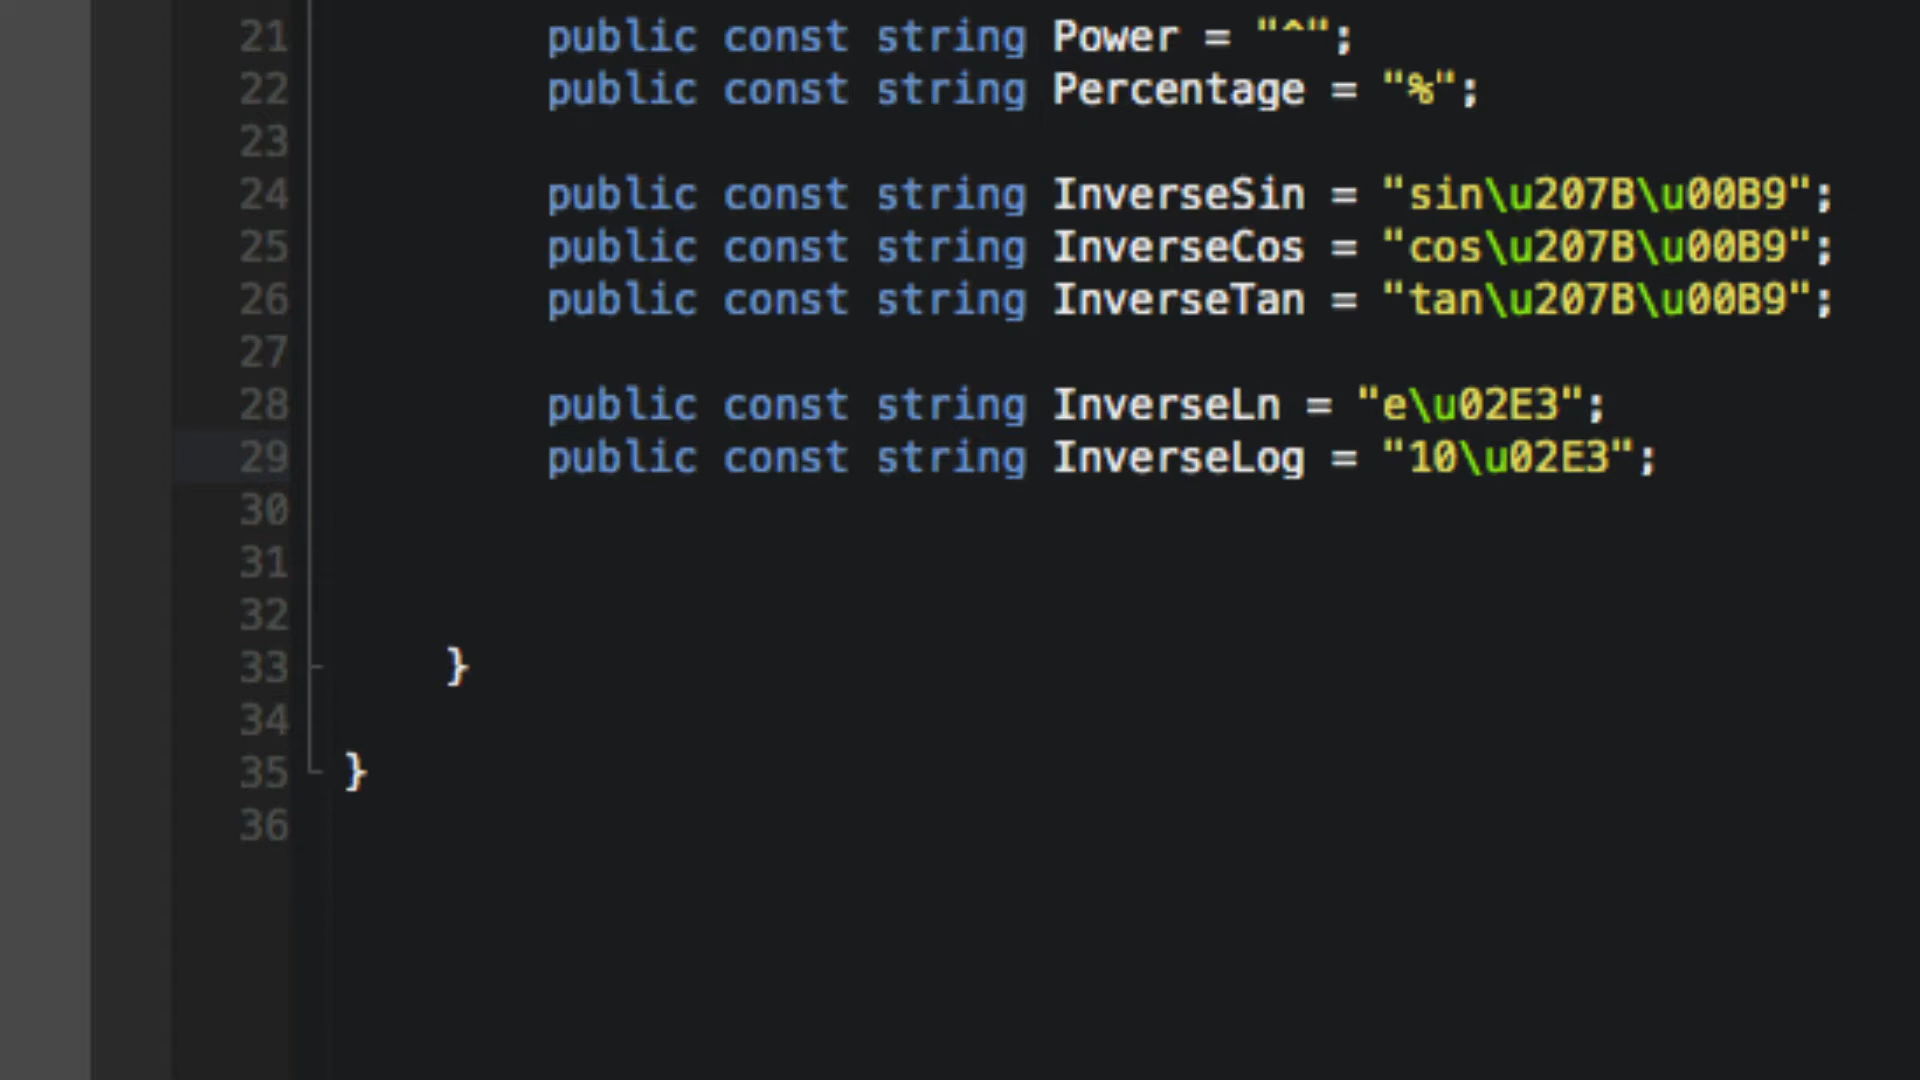 21 public const string Power = "^";
22 public const string Percentage = "%";
23
24 public const string InverseSin = "sin\u207B\u00B9";
25 public const string InverseCos = "cos\u207B\u00B9";
26 public const string InverseTan = "tan\u207B\u00B9";
27
28 public const string InverseLn = "e\u02E3";
29 public const string InverseLog = "10\u02E3";
30
31
32
33 }
34
35 }
36